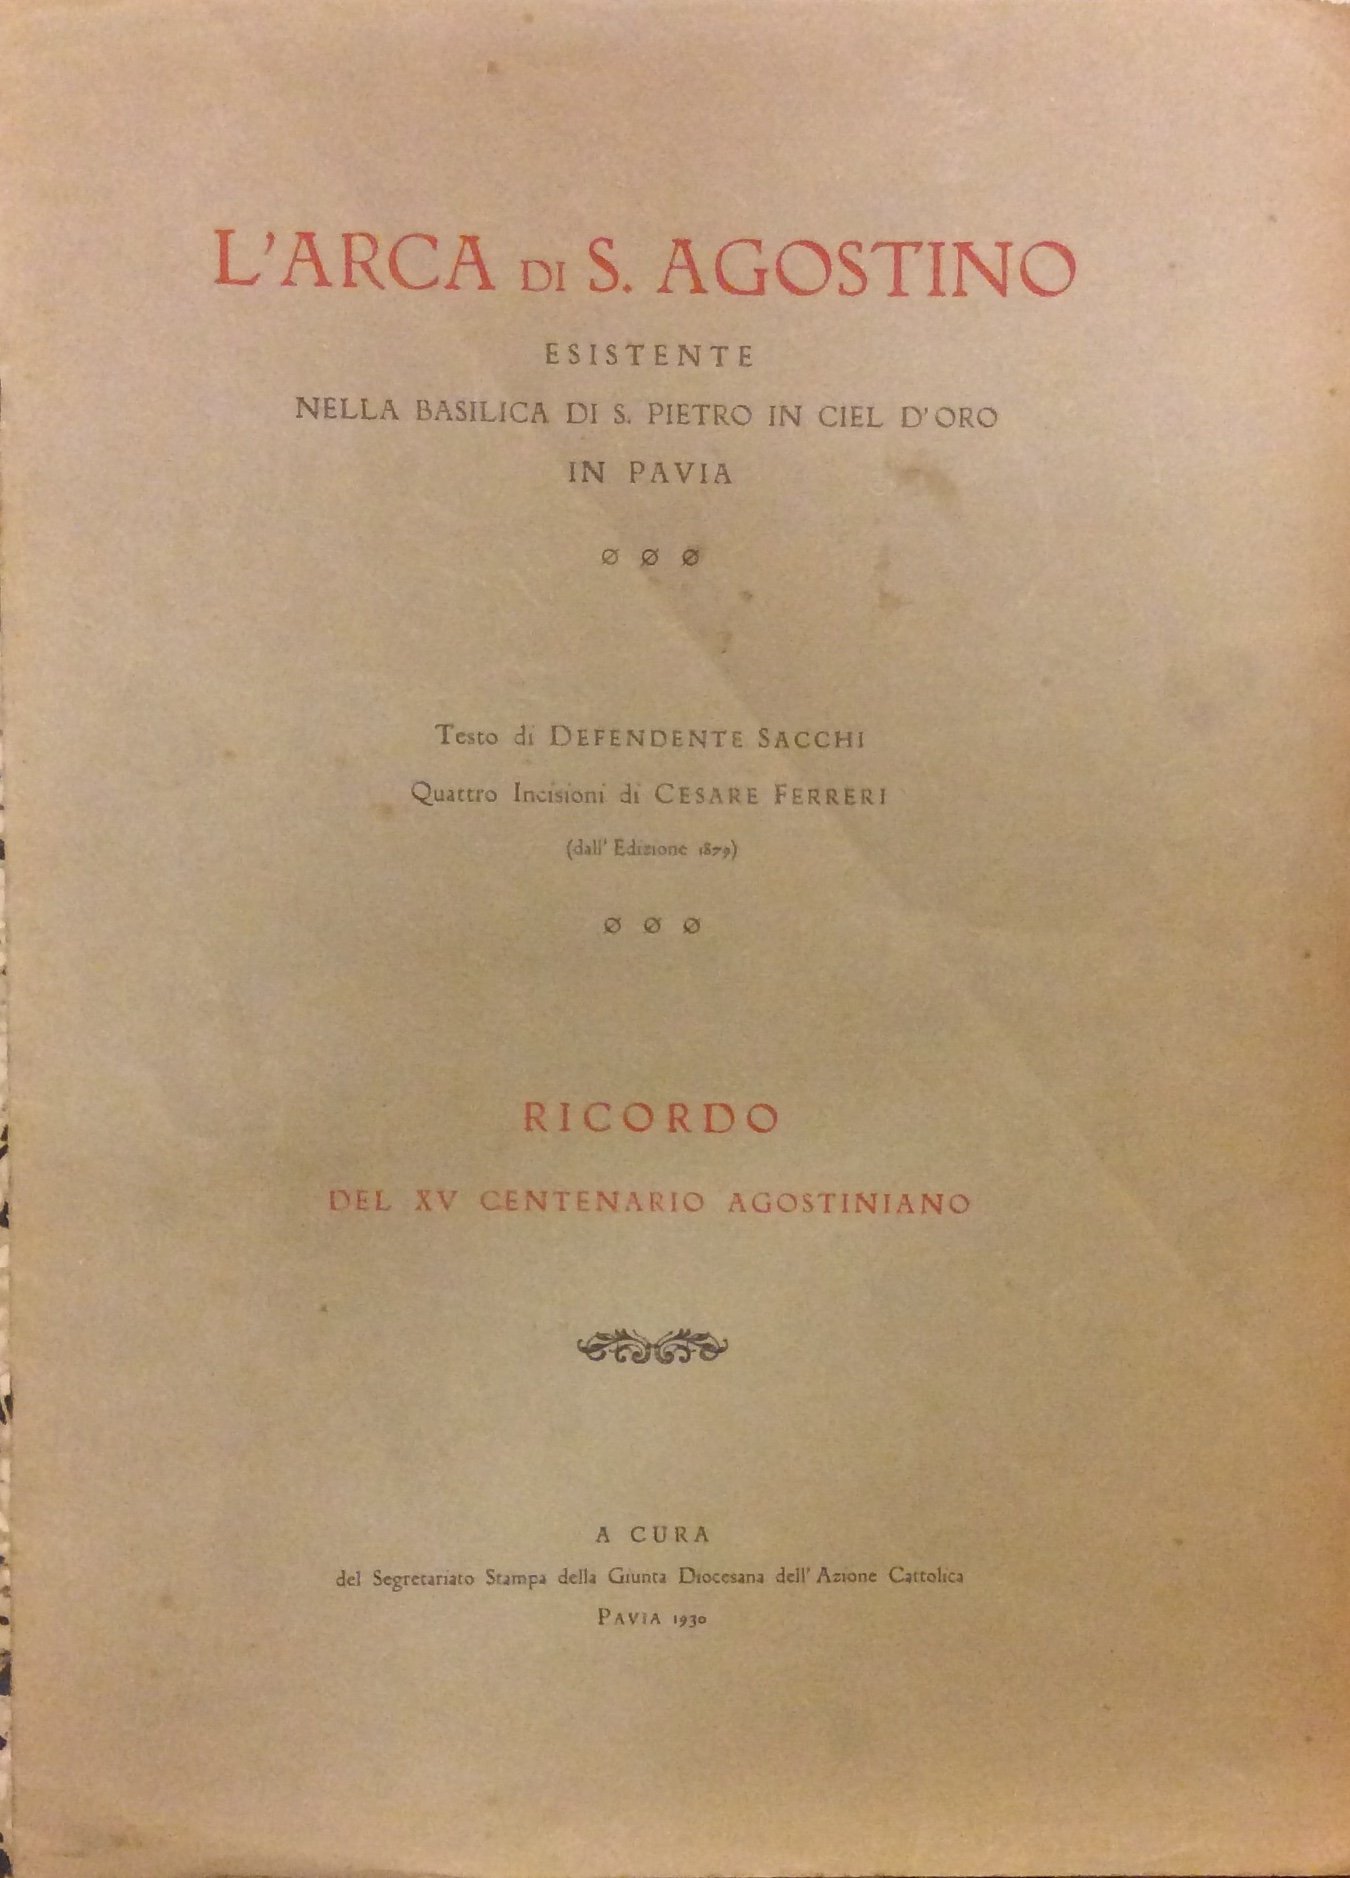 L'ARCA DI S. AGOSTINO
ESISTENTE
NELLA BASILICA DI S. PIETRO IN CIEL D'ORO
IN PAVIA
Testo di DEFENDENTE SACCHI
Quattro Incisioni di CESARE FERRERI
(dall' Edizione 1879)
RICORDO
DEL XV CENTENARIO AGOSTINIANO
A CURA
del Segretariato Stampa della Giunta Diocesana dell' Azione Cattolica
PAVIA 1930